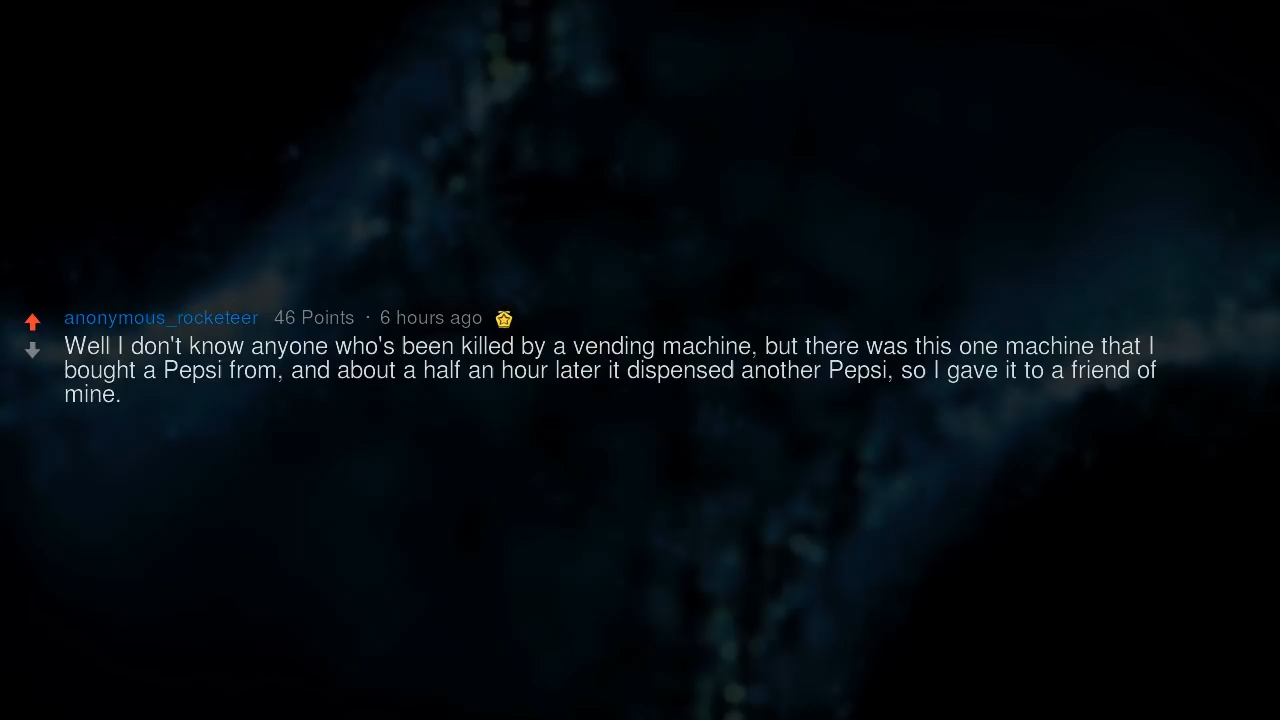 anonymous_rocketeer 46 Points · 6 hours ago
Well I don't know anyone who's been killed by a vending machine, but there was this one machine that I
bought a Pepsi from, and about a half an hour later it dispensed another Pepsi, so I gave it to a friend of
mine.